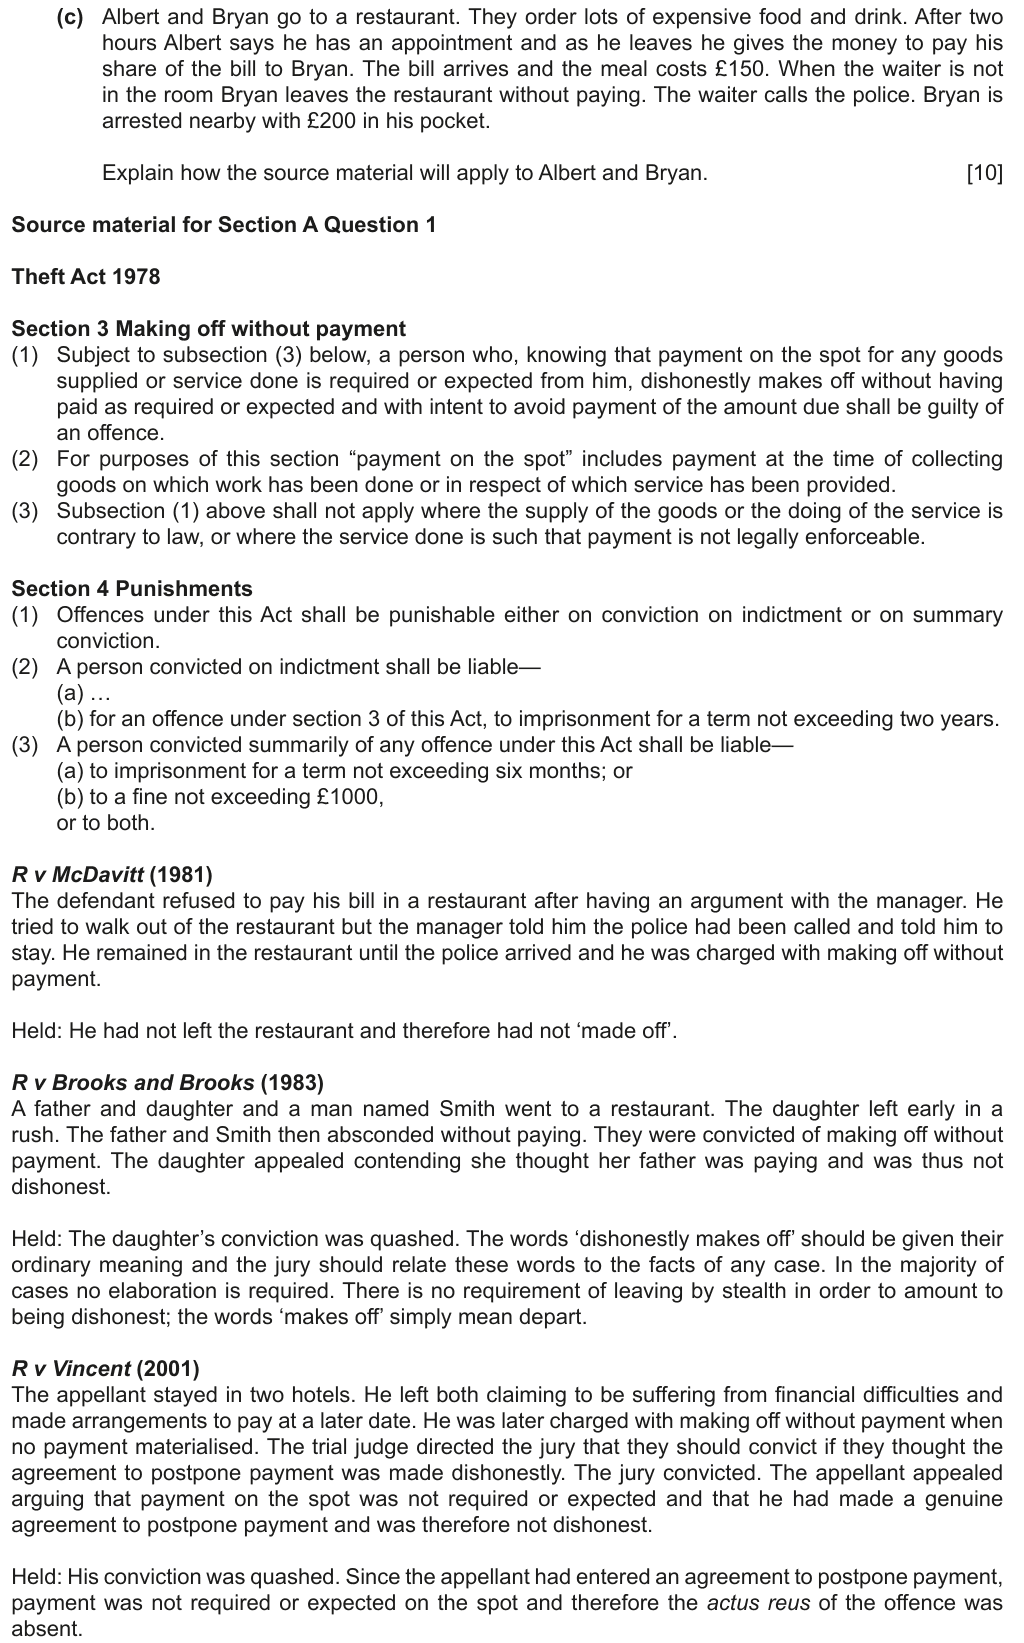 (c) Albert and Bryan go to a restaurant. They order lots of expensive food and drink. After two
hours Albert says he has an appointment and as he leaves he gives the money to pay his
share of the bill to Bryan. The bill arrives and the meal costs £150. When the waiter is not
in the room Bryan leaves the restaurant without paying. The waiter calls the police. Bryan is
arrested nearby with £200 in his pocket.
Explain how the source material will apply to Albert and Bryan. [10]
Source material for Section A Question 1
Theft Act 1978
Section 3 Making off without payment
(1) Subject to subsection (3) below, a person who, knowing that payment on the spot for any goods
supplied or service done is required or expected from him, dishonestly makes off without having
paid as required or expected and with intent to avoid payment of the amount due shall be guilty of
an offence.
(2) For purposes of this section “payment on the spot” includes payment at the time of collecting
goods on which work has been done or in respect of which service has been provided.
(3) Subsection (1) above shall not apply where the supply of the goods or the doing of the service is
contrary to law, or where the service done is such that payment is not legally enforceable.
Section 4 Punishments
(1) Offences under this Act shall be punishable either on conviction on indictment or on summary
conviction.
(2) A person convicted on indictment shall be liable—
(a) …
(b) for an offence under section 3 of this Act, to imprisonment for a term not exceeding two years.
(3) A person convicted summarily of any offence under this Act shall be liable—
(a) to imprisonment for a term not exceeding six months; or
(b) to a fine not exceeding £1000,
or to both.
R v McDavitt (1981)
The defendant refused to pay his bill in a restaurant after having an argument with the manager. He
tried to walk out of the restaurant but the manager told him the police had been called and told him to
stay. He remained in the restaurant until the police arrived and he was charged with making off without
payment.
Held: He had not left the restaurant and therefore had not ‘made off’.
R v Brooks and Brooks (1983)
A father and daughter and a man named Smith went to a restaurant. The daughter left early in a
rush. The father and Smith then absconded without paying. They were convicted of making off without
payment. The daughter appealed contending she thought her father was paying and was thus not
dishonest.
Held: The daughter’s conviction was quashed. The words ‘dishonestly makes off’ should be given their
ordinary meaning and the jury should relate these words to the facts of any case. In the majority of
cases no elaboration is required. There is no requirement of leaving by stealth in order to amount to
being dishonest; the words ‘makes off’ simply mean depart.
R v Vincent (2001)
The appellant stayed in two hotels. He left both claiming to be suffering from financial difficulties and
made arrangements to pay at a later date. He was later charged with making off without payment when
no payment materialised. The trial judge directed the jury that they should convict if they thought the
agreement to postpone payment was made dishonestly. The jury convicted. The appellant appealed
arguing that payment on the spot was not required or expected and that he had made a genuine
agreement to postpone payment and was therefore not dishonest.
Held: His conviction was quashed. Since the appellant had entered an agreement to postpone payment,
payment was not required or expected on the spot and therefore the actus reus of the offence was
absent.